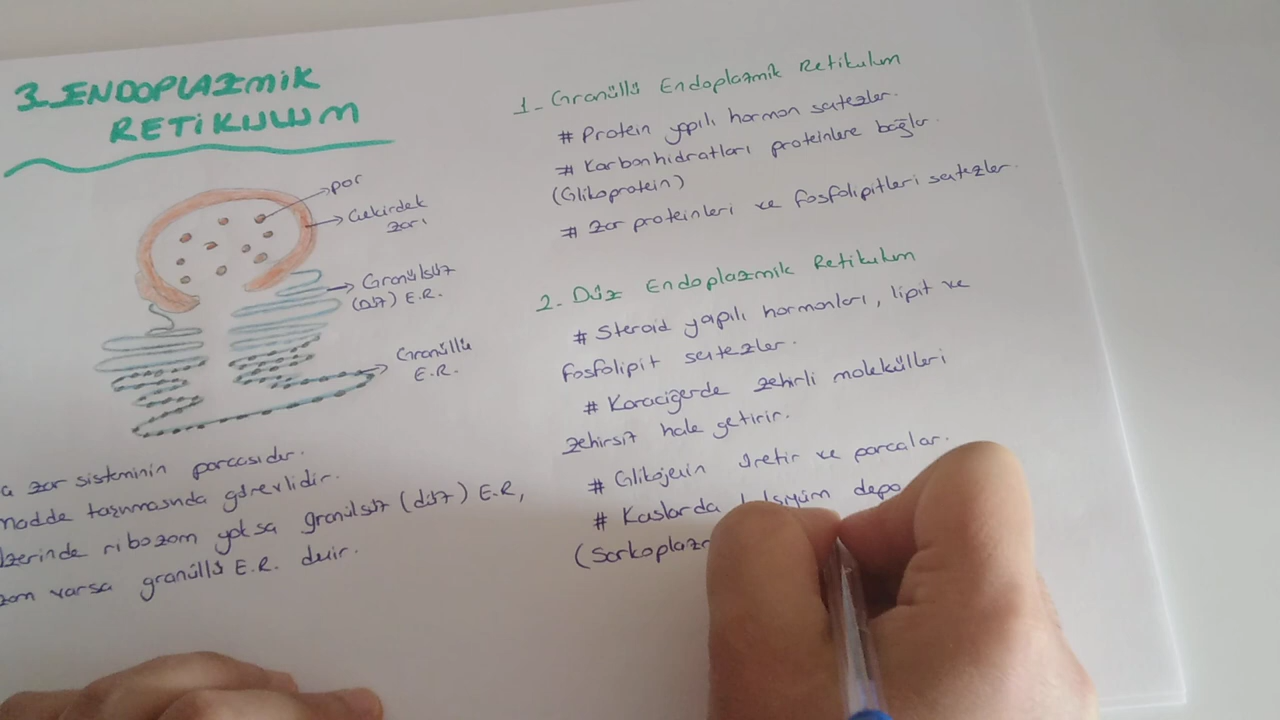 3_ENDOPLAZMİK
RETİKULUM
por
Çekirdek
zarı
Granülsüz
(Düz) E.R.
Granüllü
E.R.
zar sisteminin parçasıdır.
madde taşınmasında görevlidir.
üzerinde ribozom yoksa granülsüz (düz) E.R,
varsa granüllü E.R. denir.
1- Granüllü Endoplazmik Retikulum
# Protein yapılı hormon sentezler.
# Karbonhidratları proteinlere bağlar.
(Glikoprotein)
# Zar proteinleri ve fosfolipitleri sentezler.
2- Düz Endoplazmik Retikulum
# Steroid yapılı hormonları, lipit ve
fosfolipit sentezler.
# Karaciğerde zehirli molekülleri
zehirsiz hale getirir.
# Glikojenin üretir ve parçalar.
# Kaslarda depo